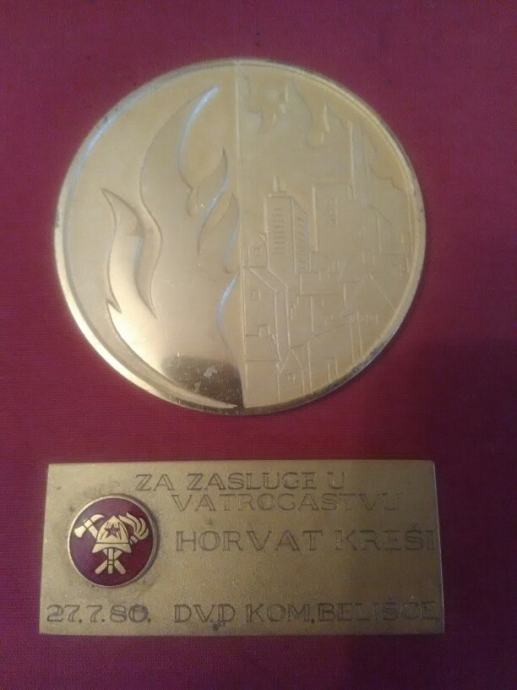 ZA ZASLUGE U
VATROGASTVU
HORVAT KREŠI
27.7.80. DVD KOM.BELIŠĆE